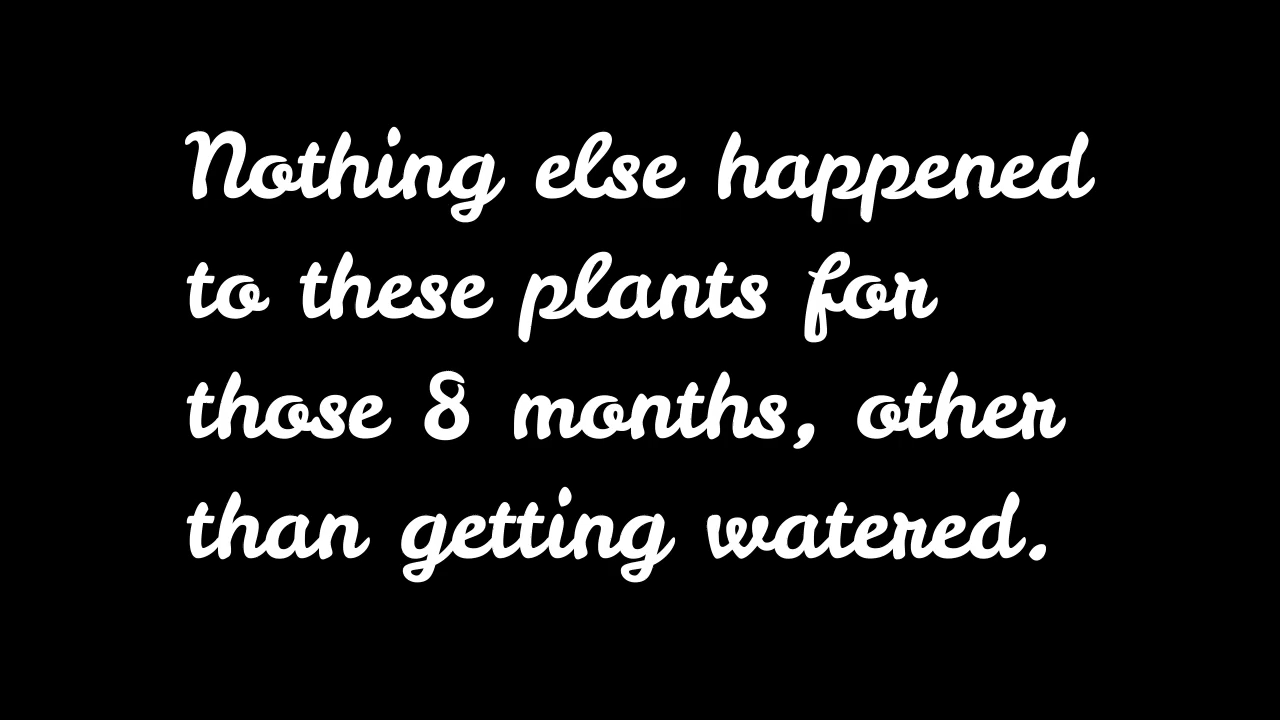 Nothing else happened
to these plants for
those 8 months, other
than getting watered.